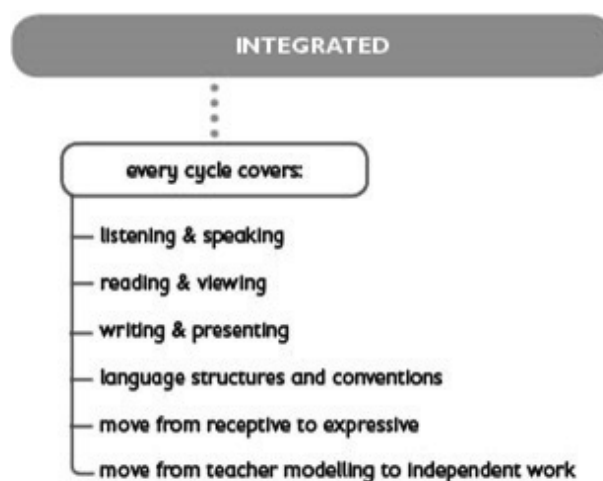 INTEGRATED
every cycle covers:
listening & speaking
reading & viewing
writing & presenting
language structures and conventions
move from receptive to expressive
move from teacher modelling to independent work